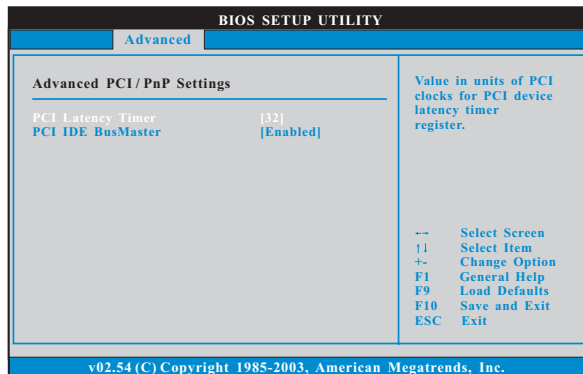 BIOS SETUP UTILITY
Advanced
Advanced PCI / PnP Settings
PCI Latency Timer [32]
PCI IDE BusMaster [Enabled]
Value in units of PCI
clocks for PCI device
latency timer
register.
←→ Select Screen
↑↓ Select Item
+- Change Option
F1 General Help
F9 Load Defaults
F10 Save and Exit
ESC Exit
v02.54 (C) Copyright 1985-2003, American Megatrends, Inc.